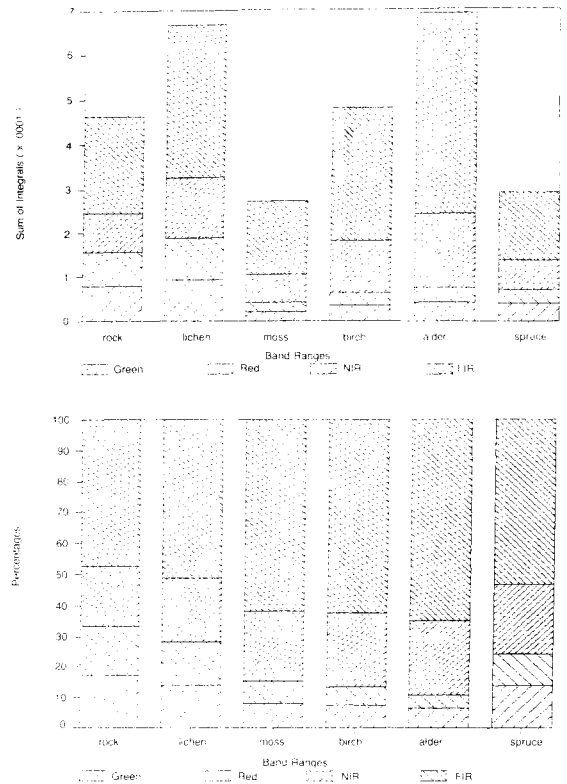 7
6
5
4
3
2
1
0
Sum of Integrals ( x .0001 )
rock lichen moss birch alder spruce
Band Ranges
Green Red NIR FIR
100
90
80
70
60
50
40
30
20
10
0
Percentages
rock lichen moss birch alder spruce
Band Ranges
Green Red NIR FIR